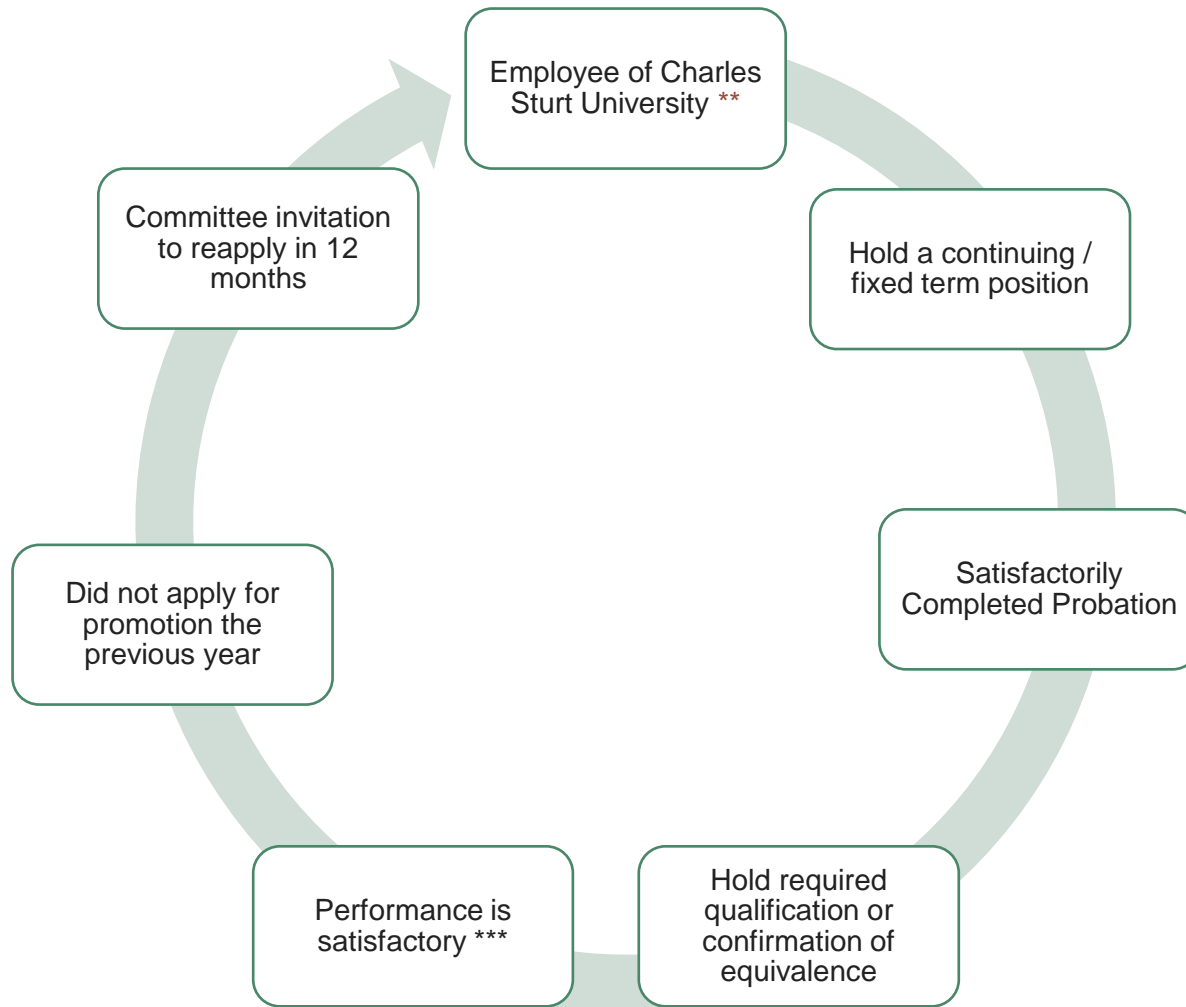 Employee of Charles
Sturt University **
Hold a continuing /
fixed term position
Satisfactorily
Completed Probation
Hold required
qualification or
confirmation of
equivalence
Performance is
satisfactory ***
Did not apply for
promotion the
previous year
Committee invitation
to reapply in 12
months